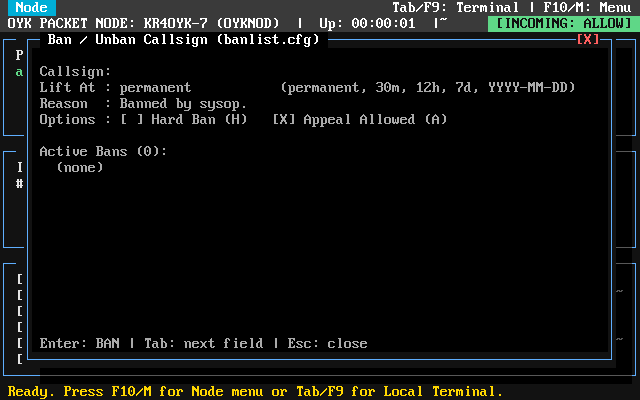 Node Tab/F9: Terminal | F10/M: Menu
OYK PACKET NODE: KR4OYK-7 (OYKNOD) | Up: 00:00:01 |~ [INCOMING: ALLOW]
Ban / Unban Callsign (banlist.cfg) [X]
P
a
Callsign:
Lift At : permanent (permanent, 30m, 12h, 7d, YYYY-MM-DD)
Reason : Banned by sysop.
Options : [ ] Hard Ban (H) [X] Appeal Allowed (A)
Active Bans (0):
I (none)
#
[
[ ~
[
[
[ ~
Enter: BAN | Tab: next field | Esc: close
[
Ready. Press F10/M for Node menu or Tab/F9 for Local Terminal.